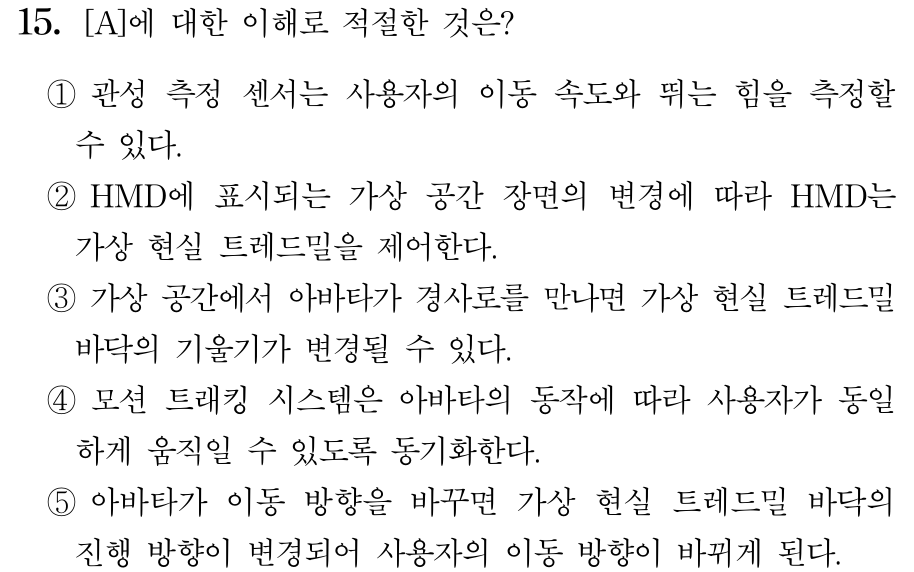 15. [A]에 대한 이해로 적절한 것은?
① 관성 측정 센서는 사용자의 이동 속도와 뛰는 힘을 측정할
수 있다.
② HMD에 표시되는 가상 공간 장면의 변경에 따라 HMD는
가상 현실 트레드밀을 제어한다.
③ 가상 공간에서 아바타가 경사로를 만나면 가상 현실 트레드밀
바닥의 기울기가 변경될 수 있다.
④ 모션 트래킹 시스템은 아바타의 동작에 따라 사용자가 동일
하게 움직일 수 있도록 동기화한다.
⑤ 아바타가 이동 방향을 바꾸면 가상 현실 트레드밀 바닥의
진행 방향이 변경되어 사용자의 이동 방향이 바뀌게 된다.